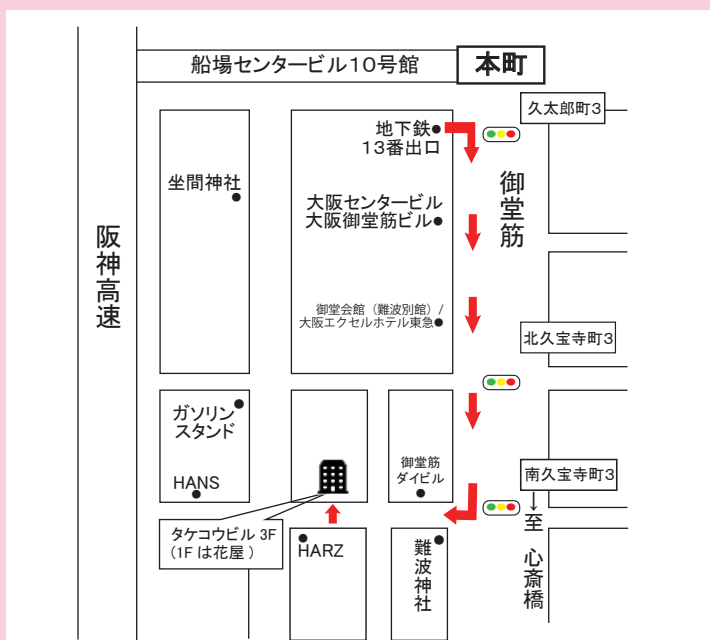 船場センタービル10号館
本町
久太郎町3
地下鉄
13番出口
坐間神社
御堂筋
大阪センタービル
大阪御堂筋ビル
阪神高速
御堂会館（難波別館）/
大阪エクセルホテル東急
北久宝寺町3
ガソリン
スタンド
御堂筋
ダイビル
HANS
南久宝寺町3
↓至 心斎橋
タケコウビル 3F
(1F は花屋 )
HARZ
難波神社